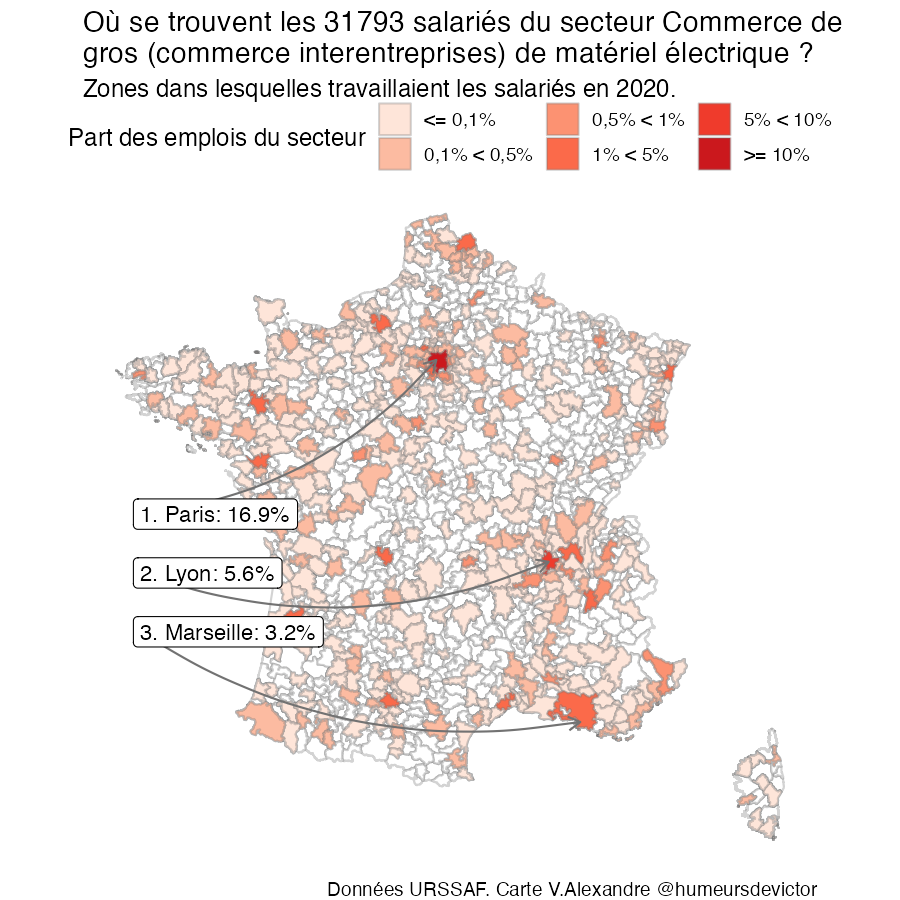 Où se trouvent les 31793 salariés du secteur Commerce de
gros (commerce interentreprises) de matériel électrique ?
Zones dans lesquelles travaillaient les salariés en 2020.
Part des emplois du secteur
<= 0,1%
0,1% < 0,5%
0,5% < 1%
1% < 5%
5% < 10%
>= 10%
1. Paris: 16.9%
2. Lyon: 5.6%
3. Marseille: 3.2%
Données URSSAF. Carte V.Alexandre @humeursdevictor